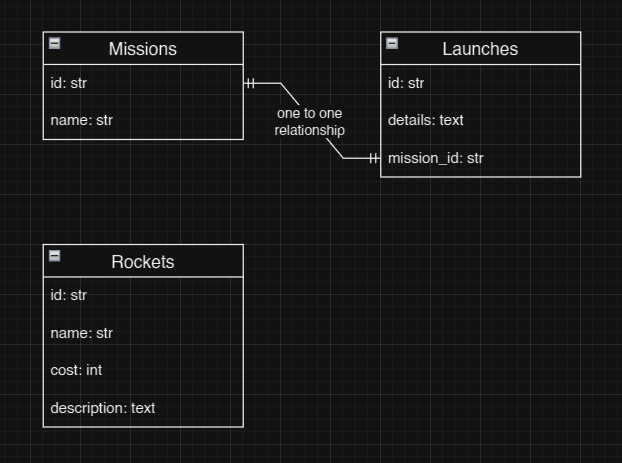 Missions
id: str
name: str
one to one
relationship
Launches
id: str
details: text
mission_id: str
Rockets
id: str
name: str
cost: int
description: text